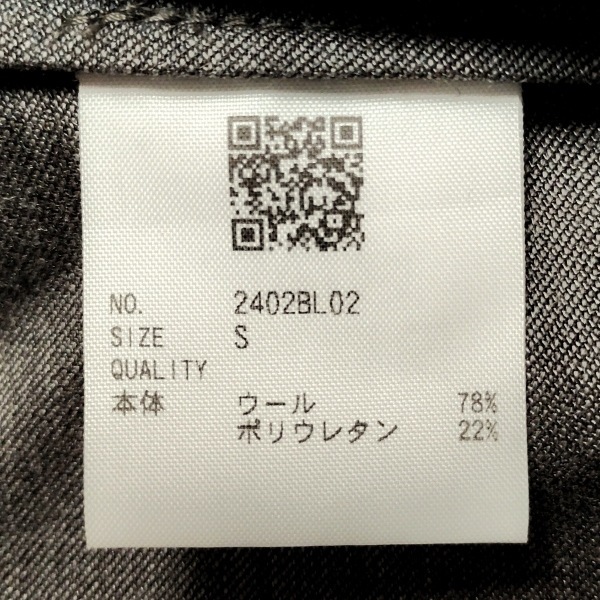 NO. 2402BL02
SIZE S
QUALITY
本体 ウール 78%
ポリウレタン 22%